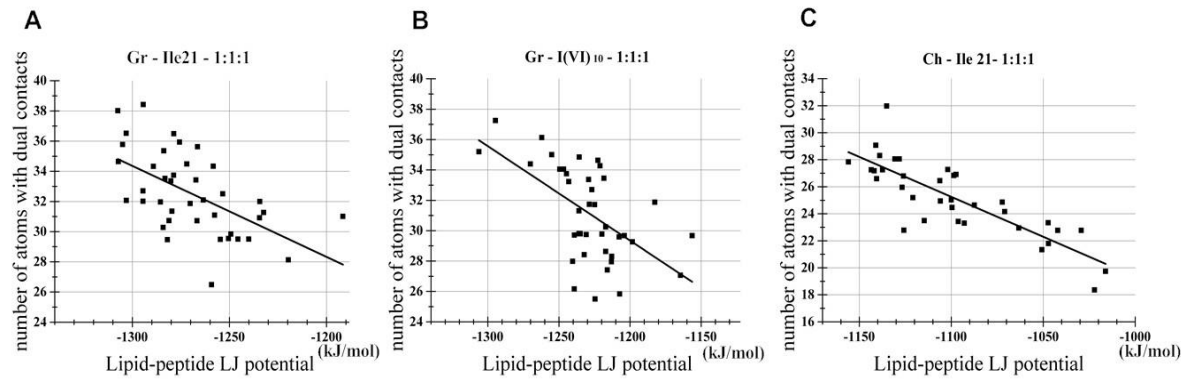 A
Gr - Ile21 - 1:1:1
number of atoms with dual contacts
40
38
36
34
32
30
28
26
24
-1300
-1250
-1200
(kJ/mol)
Lipid-peptide LJ potential
B
Gr - I(VI) 10 - 1:1:1
number of atoms with dual contacts
40
38
36
34
32
30
28
26
24
-1300
-1250
-1200
-1150
(kJ/mol)
Lipid-peptide LJ potential
C
Ch - Ile 21- 1:1:1
number of atoms with dual contacts
34
32
30
28
26
24
22
20
18
16
-1150
-1100
-1050
-1000
(kJ/mol)
Lipid-peptide LJ potential